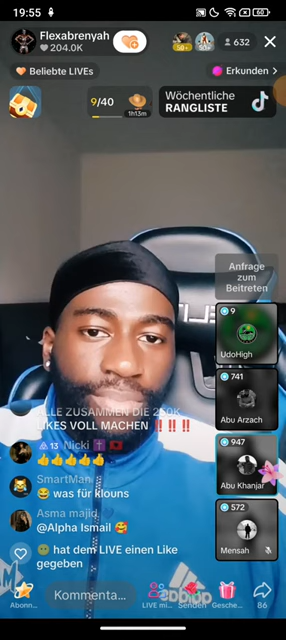 19:55
60
Flexabrenyah
204.0K
50+
50+
632
Beliebte LIVEs
Erkunden >
9/40
1h13m
Wöchentliche
RANGLISTE
Anfrage
zum
Beitreten
9
UdoHigh
741
Abu Arzach
947
Abu Khanjar
572
Mensah
ALLE ZUSAMMEN DIE 250K
LIKES VOLL MACHEN ‼️‼️‼️
13 Nicki ✝️ 🇦🇱
👍👍👍👍👍
SmartMan
😂 was für klouns
Asma majid
@Alpha Ismail 🥰
hat dem LIVE einen Like
gegeben
Abonn...
Kommenta...
LIVE mi...
Senden
Gesche...
86